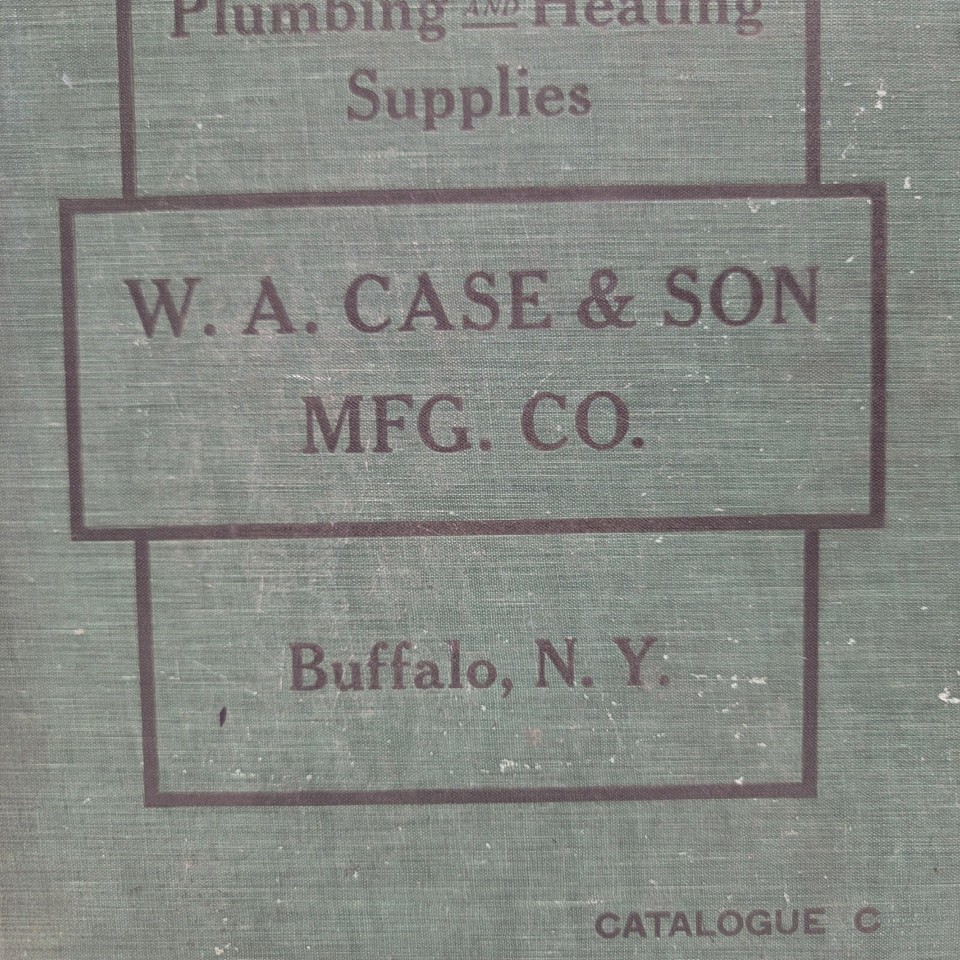 Plumbing AND Heating
Supplies
W. A. CASE & SON
MFG. CO.
Buffalo, N. Y.
CATALOGUE C